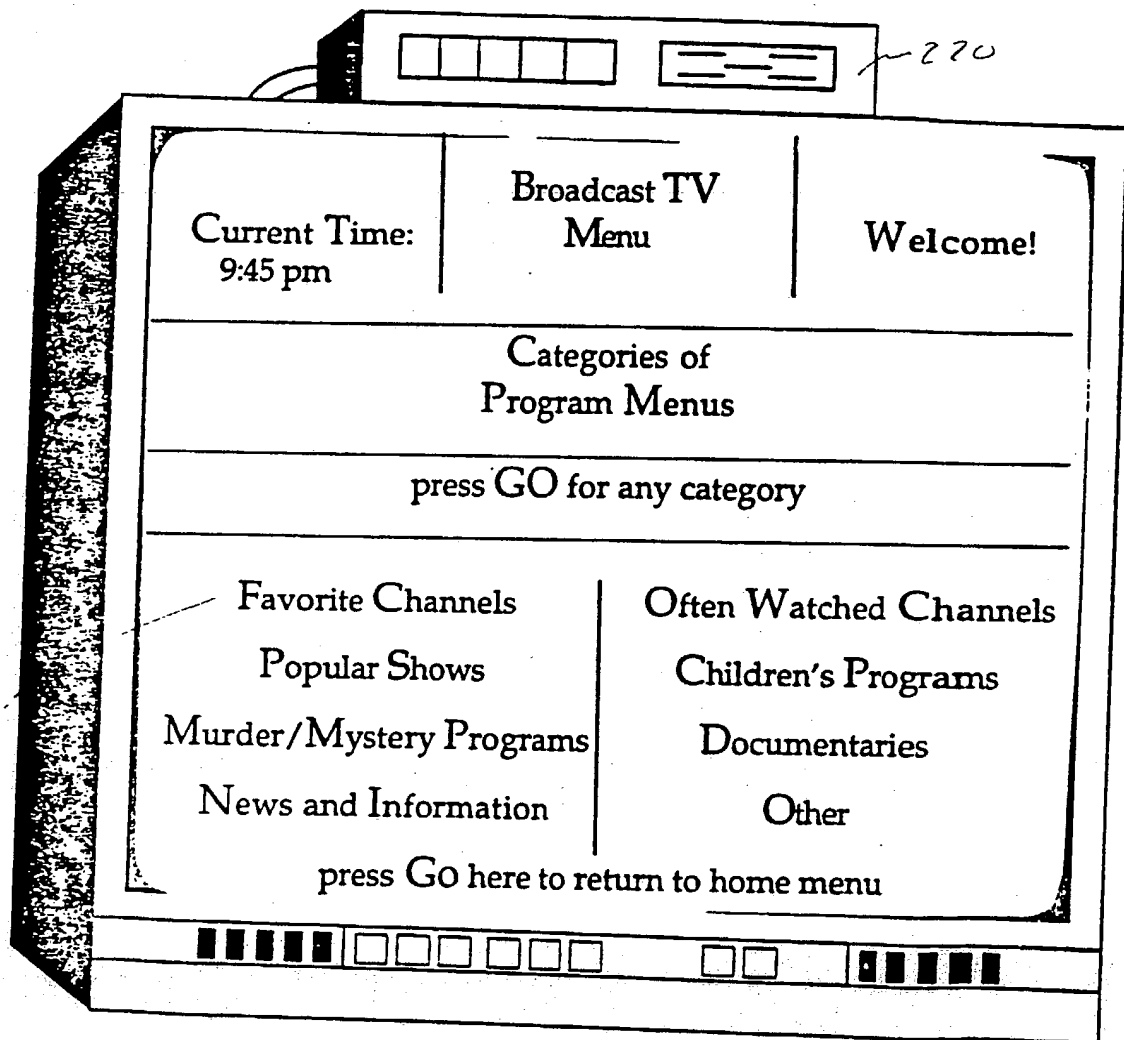 220
Broadcast TV
Menu
Current Time:
9:45 pm
Welcome!
Categories of
Program Menus
press GO for any category
Favorite Channels
Popular Shows
Murder/Mystery Programs
News and Information
Often Watched Channels
Children's Programs
Documentaries
Other
press Go here to return to home menu